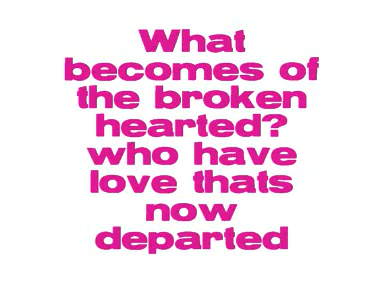 What
becomes of
the broken
hearted?
who have
love thats
now
departed